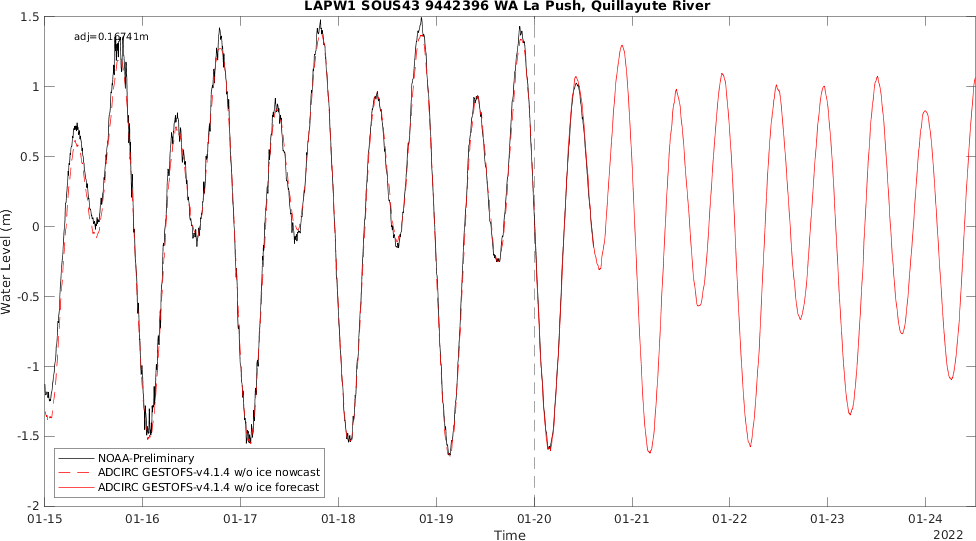 LAPW1 SOUS43 9442396 WA La Push, Quillayute River
adj=0.16741m
1.5
1
0.5
0
-0.5
-1
-1.5
-2
Water Level (m)
NOAA-Preliminary
ADCIRC GESTOFS-v4.1.4 w/o ice nowcast
ADCIRC GESTOFS-v4.1.4 w/o ice forecast
01-15 01-16 01-17 01-18 01-19 01-20 01-21 01-22 01-23 01-24
Time
2022